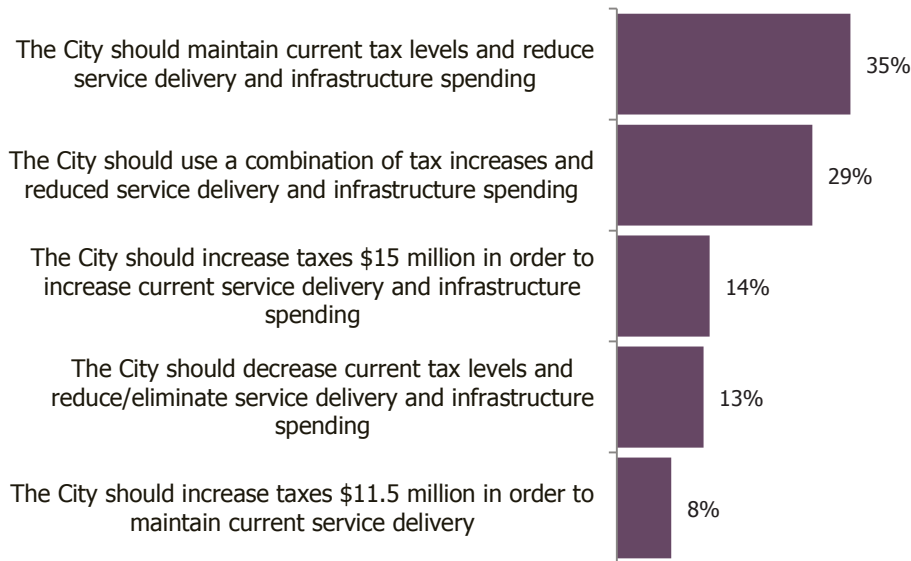 The City should maintain current tax levels and reduce
service delivery and infrastructure spending
35%
The City should use a combination of tax increases and
reduced service delivery and infrastructure spending
29%
The City should increase taxes $15 million in order to
increase current service delivery and infrastructure
spending
14%
The City should decrease current tax levels and
reduce/eliminate service delivery and infrastructure
spending
13%
The City should increase taxes $11.5 million in order to
maintain current service delivery
8%